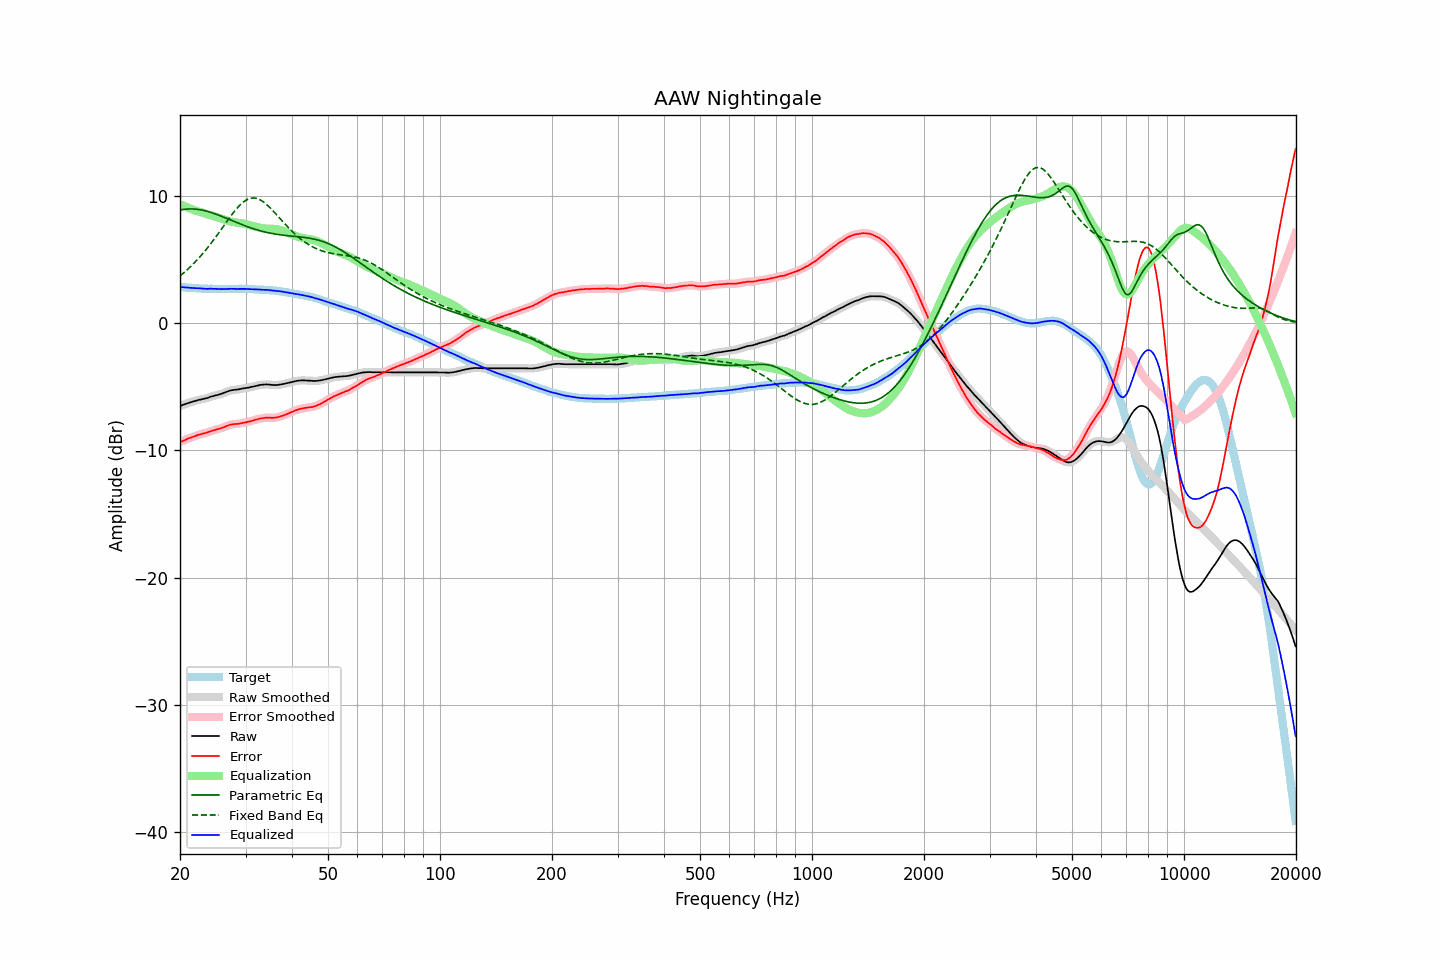 AAW Nightingale
Amplitude (dBr)
10
0
−10
−20
−30
−40
Target
Raw Smoothed
Error Smoothed
Raw
Error
Equalization
Parametric Eq
Fixed Band Eq
Equalized
20 50 100 200 500 1000 2000 5000 10000 20000
Frequency (Hz)